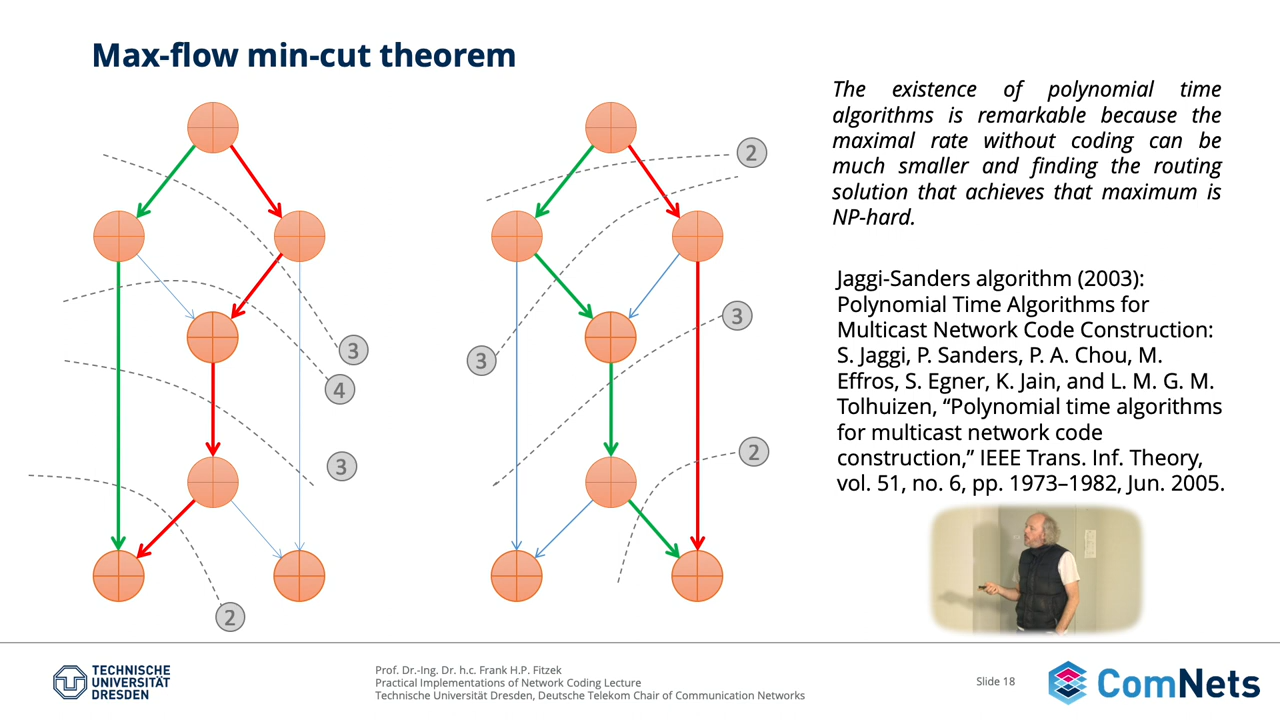 Max-flow min-cut theorem
2
3
4
3
2
3
3
2
The existence of polynomial time
algorithms is remarkable because the
maximal rate without coding can be
much smaller and finding the routing
solution that achieves that maximum is
NP-hard.
Jaggi-Sanders algorithm (2003):
Polynomial Time Algorithms for
Multicast Network Code Construction:
S. Jaggi, P. Sanders, P. A. Chou, M.
Effros, S. Egner, K. Jain, and L. M. G. M.
Tolhuizen, “Polynomial time algorithms
for multicast network code
construction,” IEEE Trans. Inf. Theory,
vol. 51, no. 6, pp. 1973–1982, Jun. 2005.
TECHNISCHE
UNIVERSITÄT
DRESDEN
Prof. Dr.-Ing. Dr. h.c. Frank H.P. Fitzek
Practical Implementations of Network Coding Lecture
Technische Universität Dresden, Deutsche Telekom Chair of Communication Networks
Slide 18
ComNets